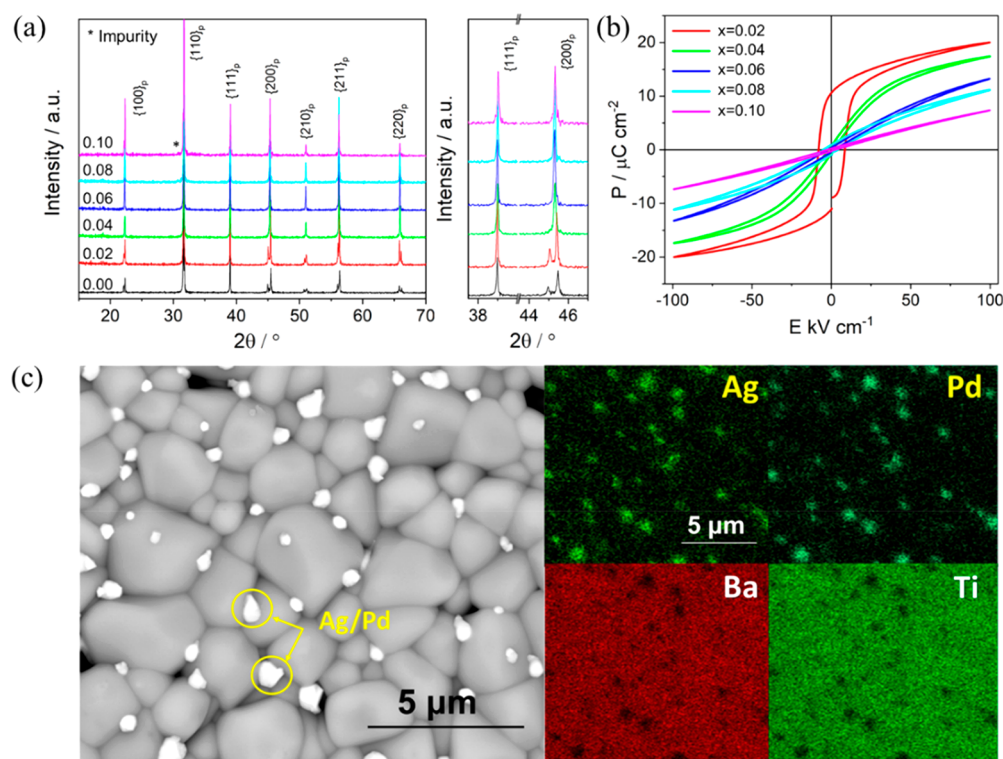 (a)
* Impurity
{100}p
{110}p
{111}p
{200}p
{210}p
{211}p
{220}p
0.10
*
0.08
0.06
0.04
0.02
0.00
Intensity / a.u.
20 30 40 50 60 70
2θ / °
{111}p
{200}p
Intensity / a.u.
38 44 46
2θ / °
(b)
x=0.02
x=0.04
x=0.06
x=0.08
x=0.10
P / μC cm-2
20
10
0
-10
-20
-100 -50 0 50 100
E kV cm-1
(c)
Ag/Pd
5 μm
Ag
Pd
5 μm
Ba
Ti